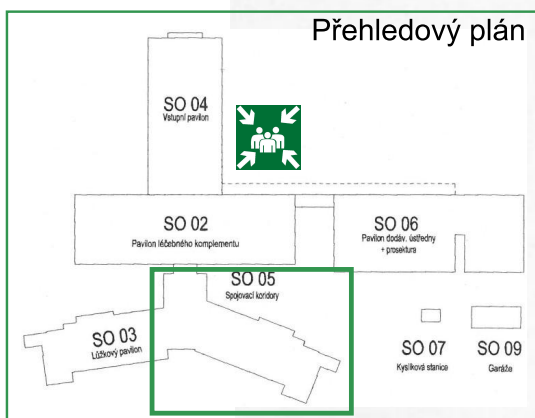 Přehledový plán
SO 04
Vstupní pavilon
SO 02
Pavilon léčebného komplementu
SO 06
Pavilon dodáv. ústředny
+ prosektura
SO 05
Spojovací koridory
SO 03
Lůžkový pavilon
SO 07
Kyslíková stanice
SO 09
Garáže